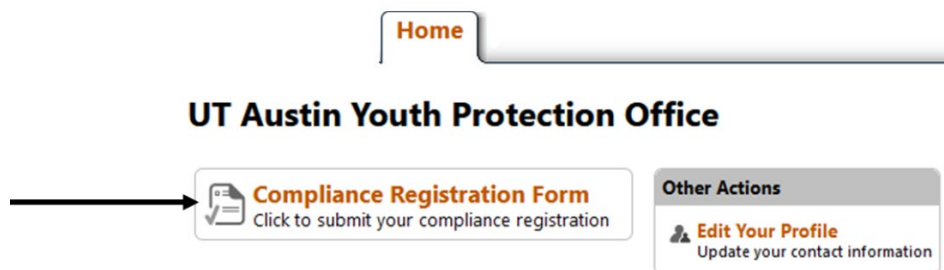 Home
UT Austin Youth Protection Office
Compliance Registration Form
Click to submit your compliance registration
Other Actions
Edit Your Profile
Update your contact information